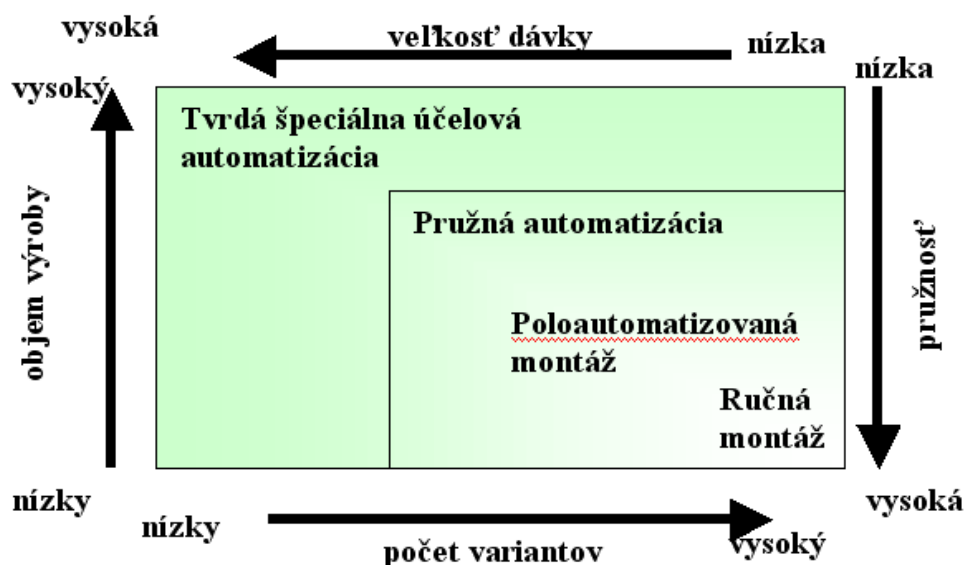 vysoká
veľkosť dávky
nízka
nízka
vysoký
Tvrdá špeciálna účelová
automatizácia
Pružná automatizácia
objem výroby
pružnosť
Poloautomatizovaná
montáž
Ručná
montáž
nízky
vysoká
nízky
vysoký
počet variantov